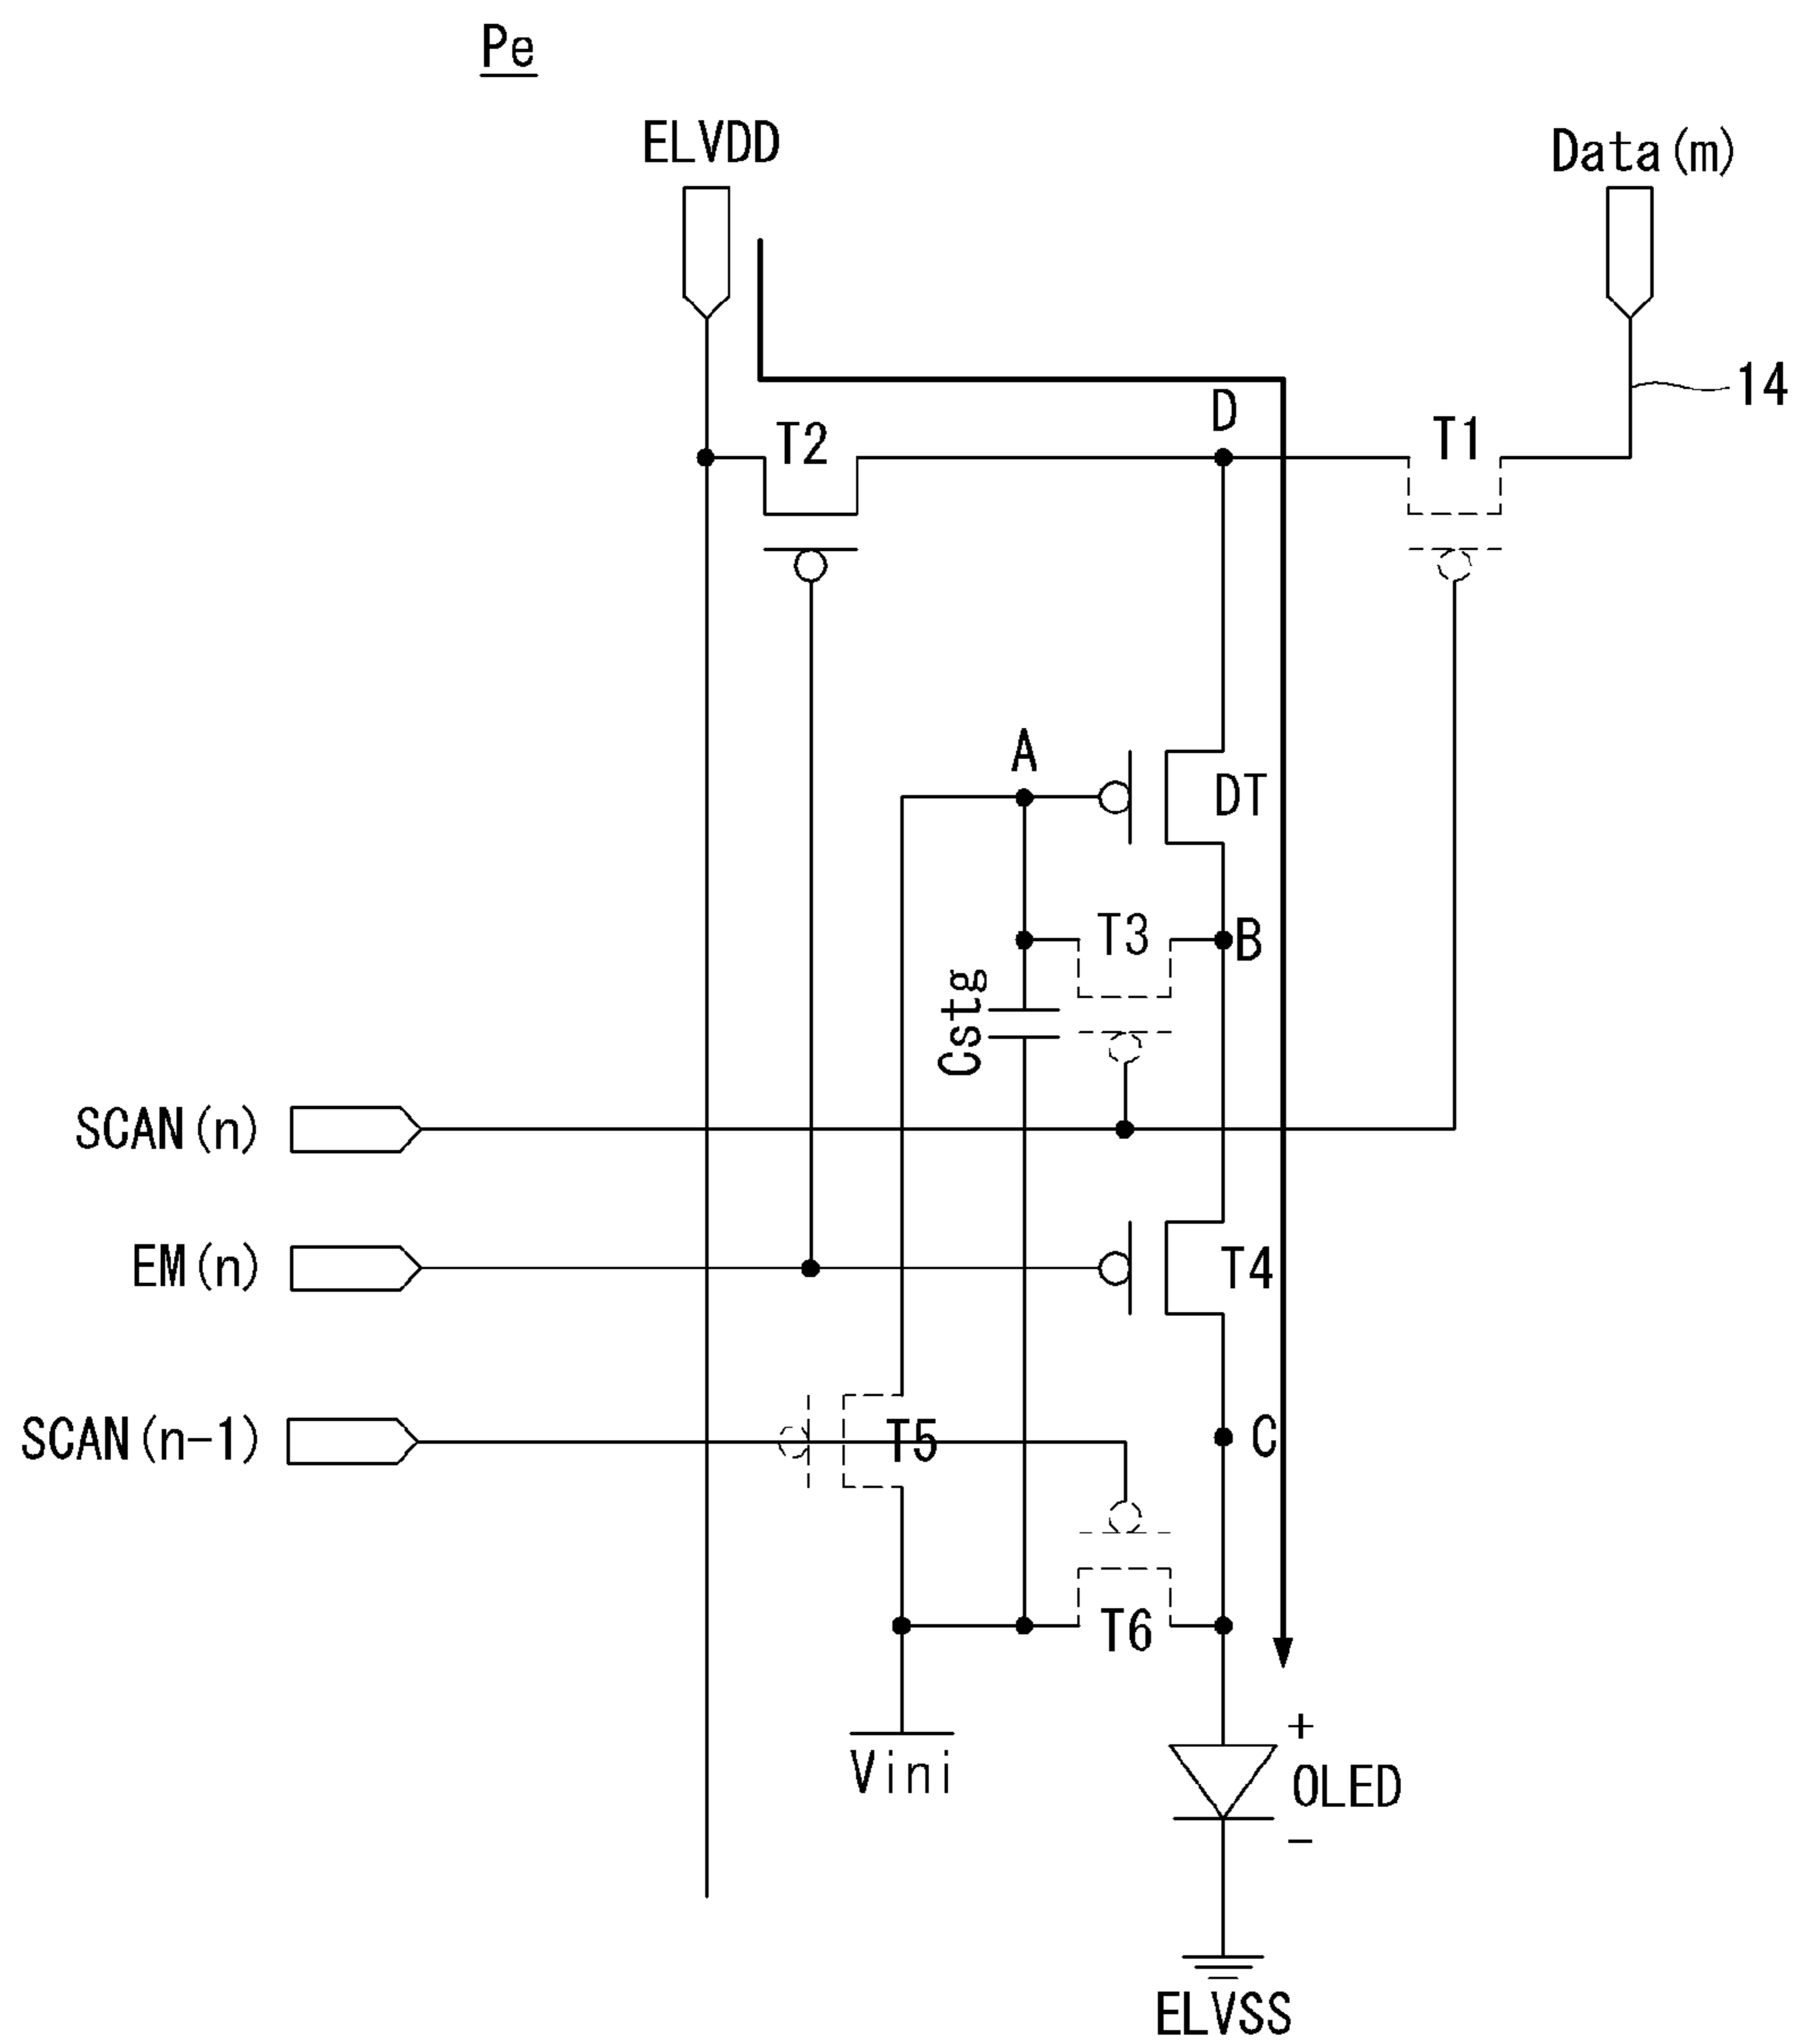 Pe
ELVDD
Data(m)
14
D
T2
T1
A
DT
T3
B
Cstg
SCAN(n)
EM(n)
T4
SCAN(n-1)
T5
C
T6
Vini
+
OLED
-
ELVSS